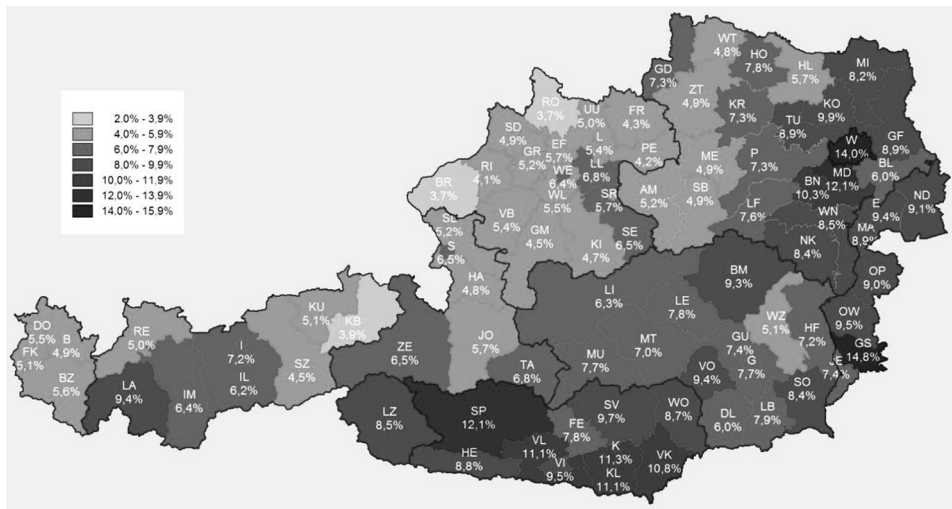 2.0% - 3,9%
4,0% - 5,9%
6,0% - 7,9%
8,0% - 9,9%
10,0% - 11,9%
12,0% - 13,9%
14,0% - 15,9%
WT
4,8%
HO
7,8%
GD
7,3%
HL
5,7%
MI
8,2%
ZT
4,9%
KR
7,3%
KO
9,9%
TU
8,9%
RO
3,7%
UU
5,0%
FR
4,3%
SD
4,9%
EF
5,7%
L
5,4%
GR
5,2%
PE
4,2%
RI
4,1%
WE
6,4%
LL
6,8%
ME
4,9%
P
7,3%
W
14,0%
GF
8,9%
BL
6,0%
BR
3,7%
WL
5,5%
SR
5,7%
AM
5,2%
SB
4,9%
BN
10,3%
MD
12,1%
ND
9,1%
SL
5,2%
VB
5,4%
LF
7,6%
WN
8,5%
E
9,4%
S
6,5%
GM
4,5%
KI
4,7%
SE
6,5%
NK
8,4%
MA
8,9%
HA
4,8%
BM
9,3%
OP
9,0%
LI
6,3%
LE
7,8%
KU
5,1%
KB
3,9%
WZ
5,1%
OW
9,5%
DO
5,5%
B
4,9%
FK
5,1%
RE
5,0%
I
7,2%
ZE
6,5%
JO
5,7%
MT
7,0%
GU
7,4%
HF
7,2%
GS
14,8%
BZ
5,6%
LA
9,4%
IM
6,4%
IL
6,2%
SZ
4,5%
TA
6,8%
MU
7,7%
VO
9,4%
G
7,7%
SO
8,4%
7,4%
LZ
8,5%
SP
12,1%
FE
7,8%
SV
9,7%
WO
8,7%
DL
6,0%
LB
7,9%
HE
8,8%
VL
11,1%
VI
9,5%
K
11,3%
KL
11,1%
VK
10,8%